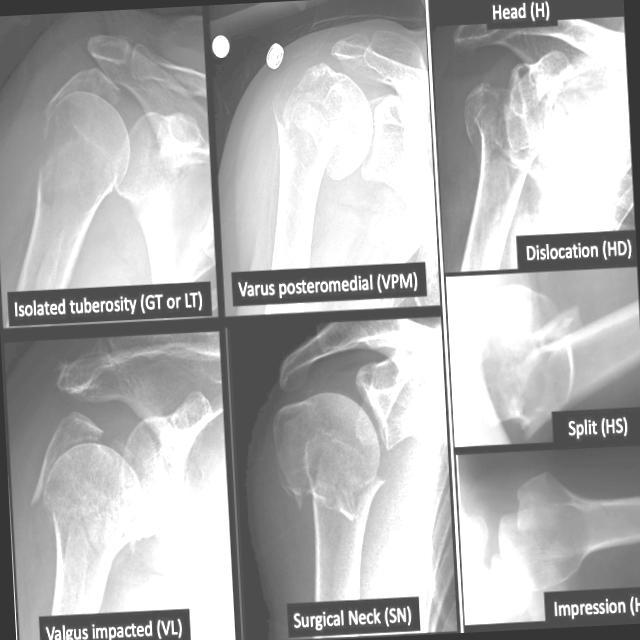 Head (H)
Dislocation (HD)
Isolated tuberosity (GT or LT)
Varus posteromedial (VPM)
Split (HS)
Valgus impacted (VL)
Surgical Neck (SN)
Impression (H